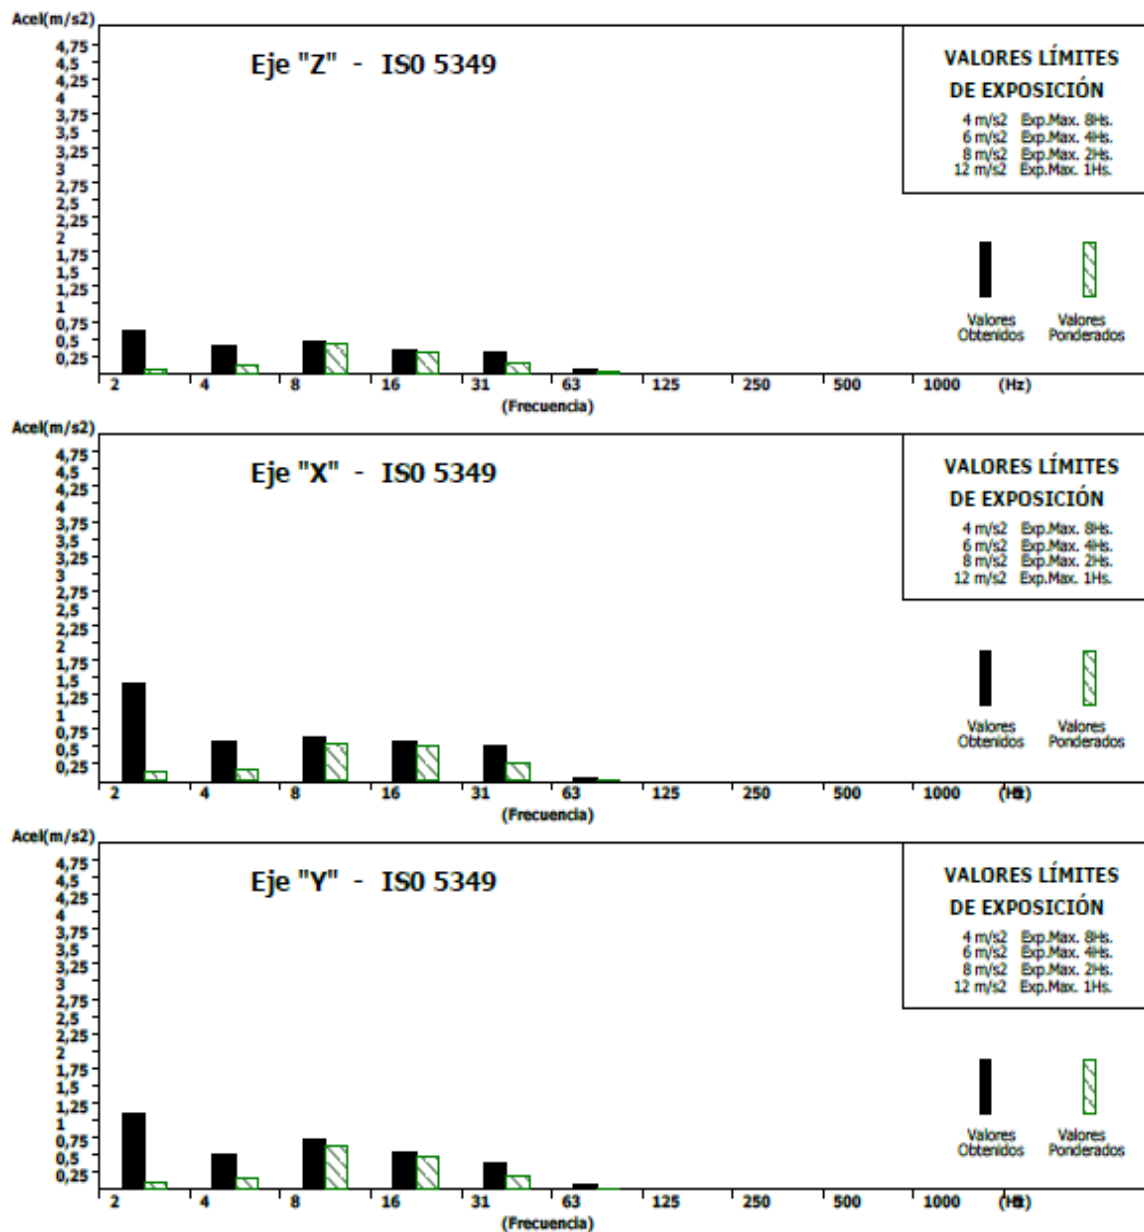 Acel(m/s2)
4,75
4,5
4,25
4
3,75
3,5
3,25
3
2,75
2,5
2,25
2
1,75
1,5
1,25
1
0,75
0,5
0,25
Eje "Z" - IS0 5349
VALORES LÍMITES
DE EXPOSICIÓN
4 m/s2 Exp.Max. 8Hs.
6 m/s2 Exp.Max. 4Hs.
8 m/s2 Exp.Max. 2Hs.
12 m/s2 Exp.Max. 1Hs.
Valores Valores
Obtenidos Ponderados
2 4 8 16 31 63 125 250 500 1000 (Hz)
(Frecuencia)
Acel(m/s2)
4,75
4,5
4,25
4
3,75
3,5
3,25
3
2,75
2,5
2,25
2
1,75
1,5
1,25
1
0,75
0,5
0,25
Eje "X" - IS0 5349
VALORES LÍMITES
DE EXPOSICIÓN
4 m/s2 Exp.Max. 8Hs.
6 m/s2 Exp.Max. 4Hs.
8 m/s2 Exp.Max. 2Hs.
12 m/s2 Exp.Max. 1Hs.
Valores Valores
Obtenidos Ponderados
2 4 8 16 31 63 125 250 500 1000
(Frecuencia)
Acel(m/s2)
4,75
4,5
4,25
4
3,75
3,5
3,25
3
2,75
2,5
2,25
2
1,75
1,5
1,25
1
0,75
0,5
0,25
Eje "Y" - IS0 5349
VALORES LÍMITES
DE EXPOSICIÓN
4 m/s2 Exp.Max. 8Hs.
6 m/s2 Exp.Max. 4Hs.
8 m/s2 Exp.Max. 2Hs.
12 m/s2 Exp.Max. 1Hs.
Valores Valores
Obtenidos Ponderados
2 4 8 16 31 63 125 250 500 1000
(Frecuencia)